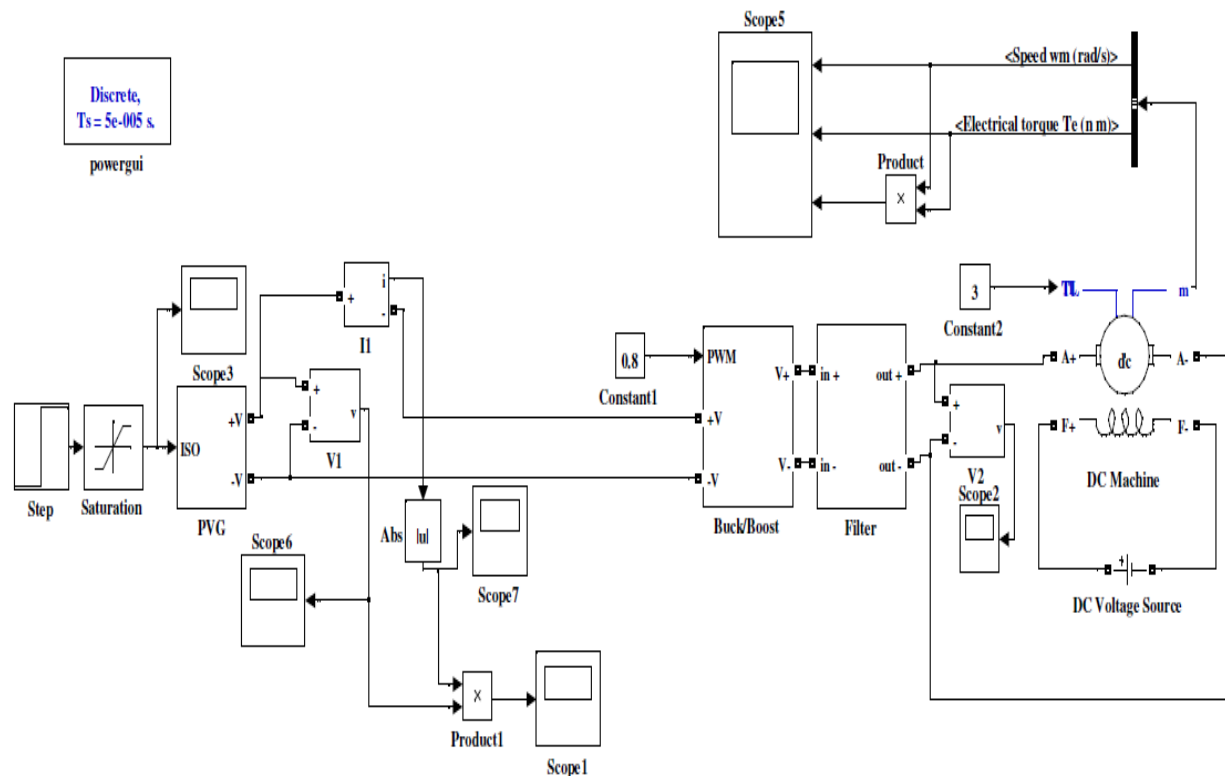 Scope5
<Speed wm (rad/s)>
<Electrical torque Te (n m)>
Product
×
Discrete,
Ts = 5e-005 s.
powergui
Scope3
i
+
-
I1
3
Constant2
TL
m
0.8
Constant1
PWM
V+
+V
V-
-V
Buck/Boost
in +
out +
in -
out -
Filter
A+
dc
A-
F+
F-
DC Machine
+
-
v
V2
Scope2
+
DC Voltage Source
Step
Saturation
ISO
+V
-V
PVG
+
-
v
V1
Abs
|u|
Scope7
Scope6
×
Product1
Scope1